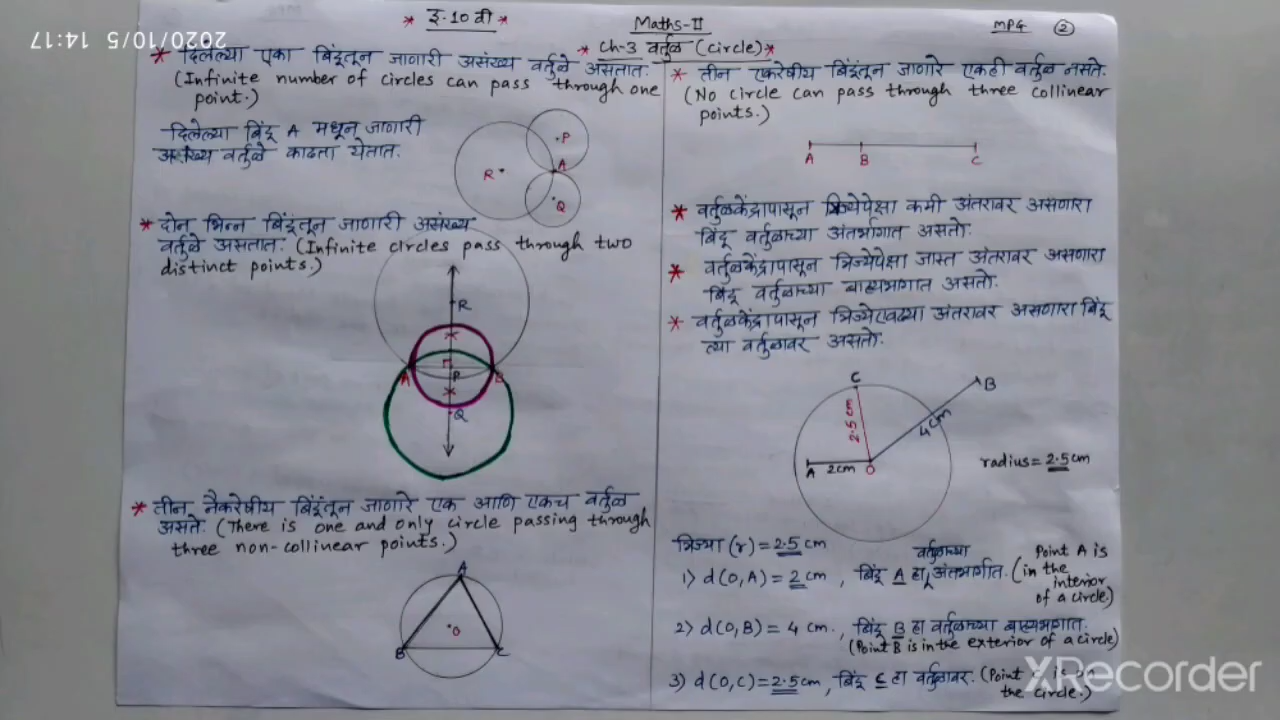 * इ. 10 वी *
Maths-II
MPG ②
2020/10/5 14:17
* ch-3 वर्तुळ (circle) *
* दिलेल्या एका बिंदूतून जाणारी असंख्य वर्तुळे असतात.
(Infinite number of circles can pass through one
point.)
दिलेल्या बिंदू A मधून जाणारी
असंख्य वर्तुळे काढता येतात.
P
A
R
Q
* दोन भिन्न बिंदूंतून जाणारी असंख्य
वर्तुळे असतात. (Infinite circles pass through two
distinct points.)
R
A
P
B
Q
* तीन नैकरेषीय बिंदूंतून जाणारे एक आणि एकच वर्तुळ
असते. (There is one and only circle passing through
three non-collinear points.)
A
O
B
C
* तीन एकरेषीय बिंदूंतून जाणारे एकही वर्तुळ नसते.
(No circle can pass through three collinear
points.)
A B C
* वर्तुळकेंद्रापासून त्रिज्येपेक्षा कमी अंतरावर असणारा
बिंदू वर्तुळाच्या अंतर्भागात असतो.
* वर्तुळकेंद्रापासून त्रिज्येपेक्षा जास्त अंतरावर असणारा
बिंदू वर्तुळाच्या बाह्यभागात असतो.
* वर्तुळकेंद्रापासून त्रिज्येएवढ्या अंतरावर असणारा बिंदू
त्या वर्तुळावर असतो.
C
B
2.5 cm
4 cm
A 2cm O
radius = 2.5 cm
त्रिज्या (r) = 2.5 cm
1) d(O,A) = 2 cm , बिंदू A हा वर्तुळाच्या अंतर्भागात. (Point A is
in the
interior
of a circle.)
2) d(O,B) = 4 cm., बिंदू B हा वर्तुळाच्या बाह्यभागात.
(Point B is in the exterior of a circle)
3) d(O,C) = 2.5 cm, बिंदू C हा वर्तुळावर. (Point
the circle.)
XRecorder